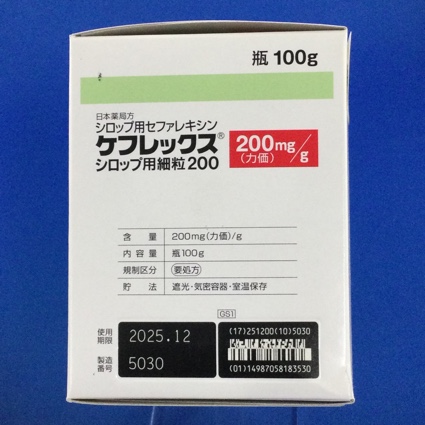 瓶 100g
日本薬局方
シロップ用セファレキシン
ケフレックス®
シロップ用細粒200
200mg/g
(力価)
含 量 200mg(力価)/g
内 容 量 瓶100g
規制区分 要処方
貯 法 遮光・気密容器・室温保存
GS1
使用
期限 2025.12
製造
番号 5030
(17)251200(10)5030
(01)14987058183530